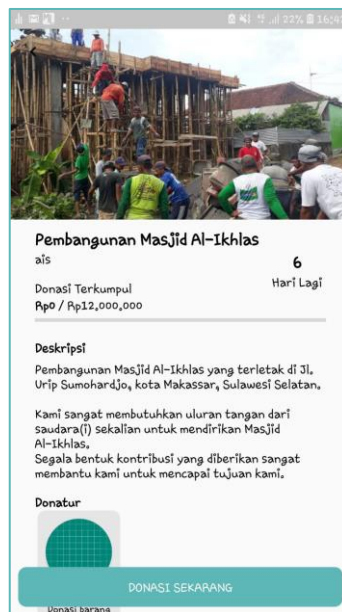 22% 16:4
Pembangunan Masjid Al-Ikhlas
ais
6
Hari Lagi
Donasi Terkumpul
Rp0 / Rp12,000,000
Deskripsi
Pembangunan Masjid Al-Ikhlas yang terletak di Jl.
Urip Sumohardjo, kota Makassar, Sulawesi Selatan.
Kami sangat membutuhkan uluran tangan dari
saudara(i) sekalian untuk mendirikan Masjid
Al-Ikhlas.
Segala bentuk kontribusi yang diberikan sangat
membantu kami untuk mencapai tujuan kami.
Donatur
DONASI SEKARANG
Donasi barang